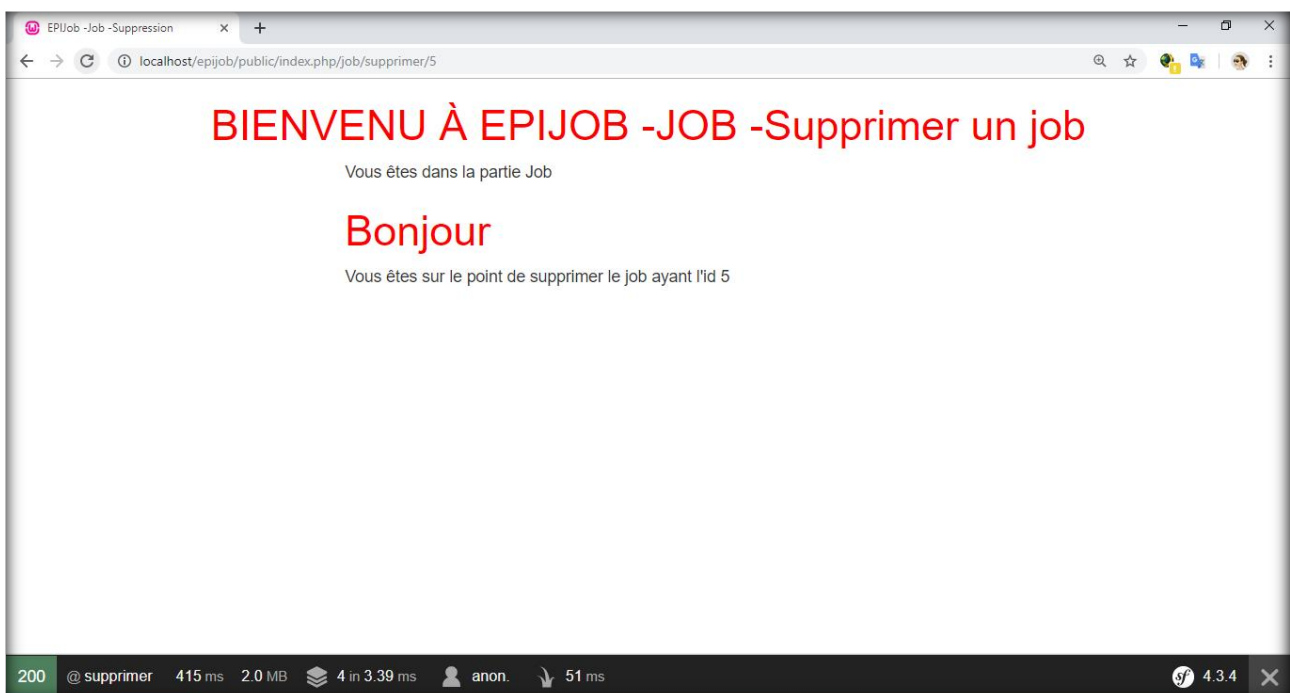 EPIJob -Job -Suppression
localhost/epijob/public/index.php/job/supprimer/5
BIENVENU À EPIJOB -JOB -Supprimer un job
Vous êtes dans la partie Job
Bonjour
Vous êtes sur le point de supprimer le job ayant l'id 5
200 @ supprimer 415 ms 2.0 MB 4 in 3.39 ms anon. 51 ms sf 4.3.4